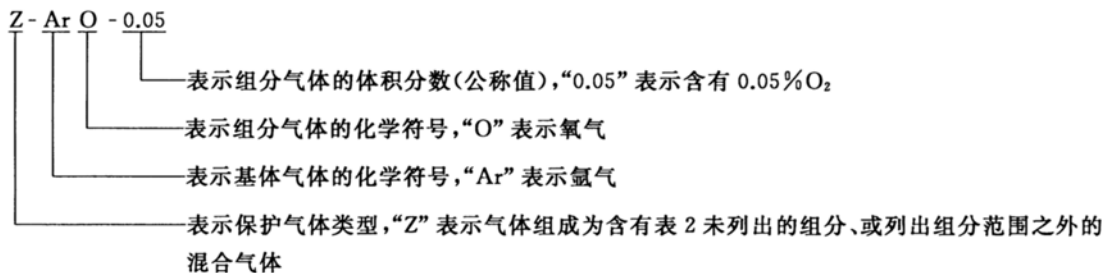 Z-ArO-0.05
表示组分气体的体积分数(公称值),“0.05”表示含有 0.05%O₂
表示组分气体的化学符号,“O”表示氧气
表示基体气体的化学符号,“Ar”表示氩气
表示保护气体类型,“Z”表示气体组成为含有表 2 未列出的组分、或列出组分范围之外的
混合气体